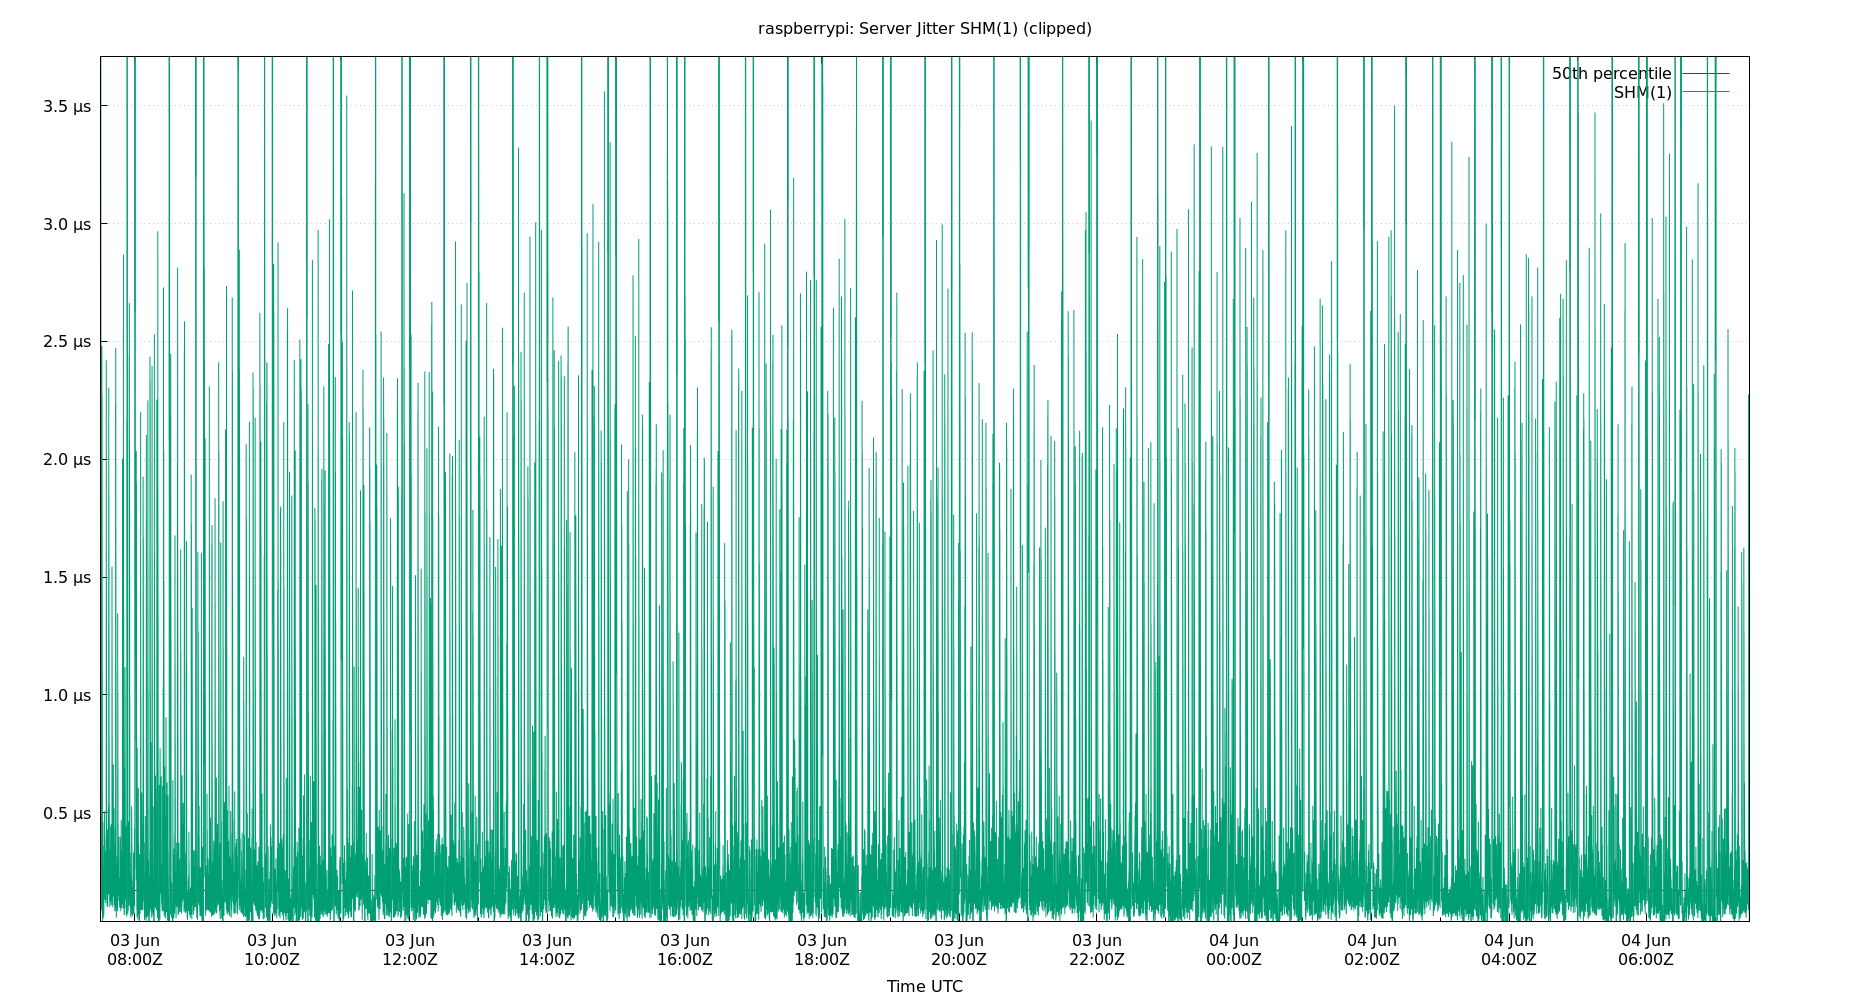 raspberrypi: Server Jitter SHM(1) (clipped)
50th percentile
SHM(1)
3.5 µs
3.0 µs
2.5 µs
2.0 µs
1.5 µs
1.0 µs
0.5 µs
03 Jun 03 Jun 03 Jun 03 Jun 03 Jun 03 Jun 03 Jun 03 Jun 04 Jun 04 Jun 04 Jun 04 Jun
08:00Z 10:00Z 12:00Z 14:00Z 16:00Z 18:00Z 20:00Z 22:00Z 00:00Z 02:00Z 04:00Z 06:00Z
Time UTC